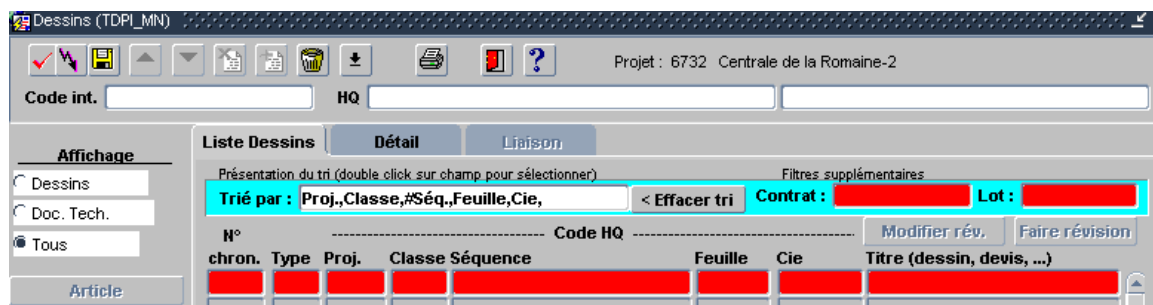 Dessins (TDPI_MN)
Projet : 6732 Centrale de la Romaine-2
Code int. HQ
Affichage
Dessins
Doc. Tech.
Tous
Article
Liste Dessins Détail Liaison
Présentation du tri (double click sur champ pour sélectionner) Filtres supplémentaires
Trié par : Proj.,Classe,#Séq.,Feuille,Cie, < Effacer tri Contrat : Lot :
N° ------------------------------ Code HQ ------------------------------ Modifier rév. Faire révision
chron. Type Proj. Classe Séquence Feuille Cie Titre (dessin, devis, ...)